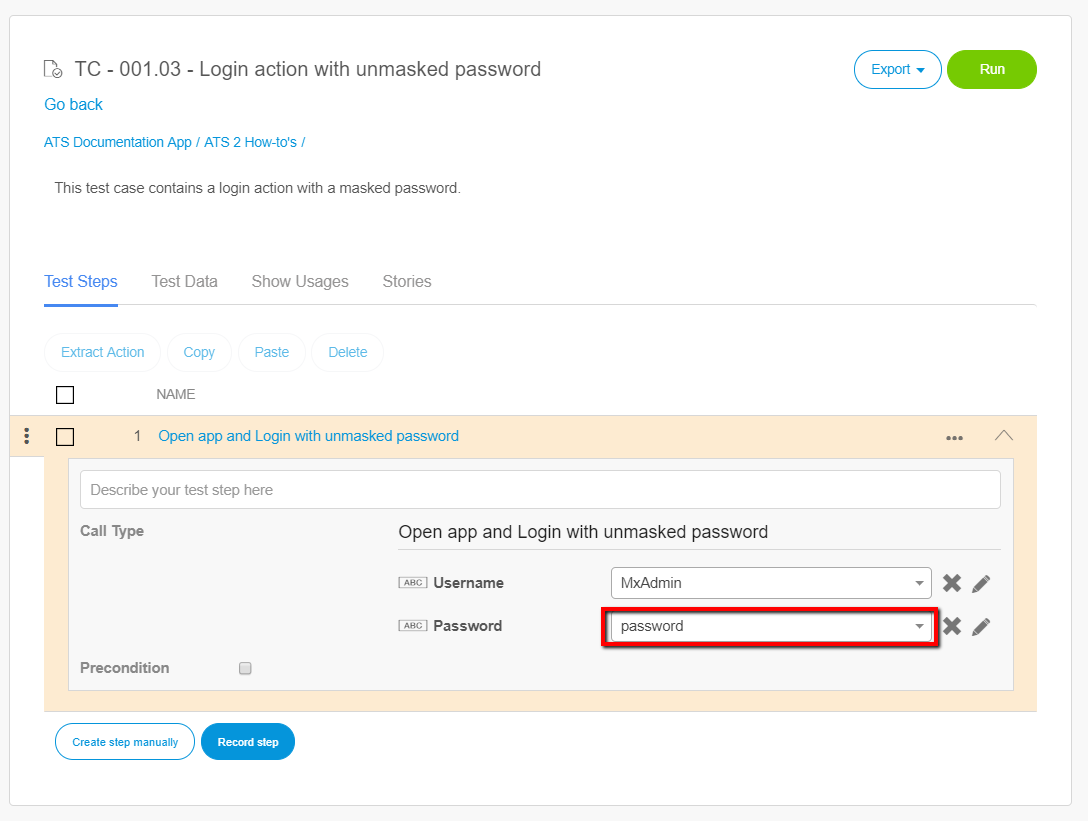 TC - 001.03 - Login action with unmasked password
Export
Run
Go back
ATS Documentation App / ATS 2 How-to's /
This test case contains a login action with a masked password.
Test Steps Test Data Show Usages Stories
Extract Action Copy Paste Delete
NAME
1 Open app and Login with unmasked password
Describe your test step here
Call Type Open app and Login with unmasked password
ABC Username MxAdmin
ABC Password password
Precondition
Create step manually Record step